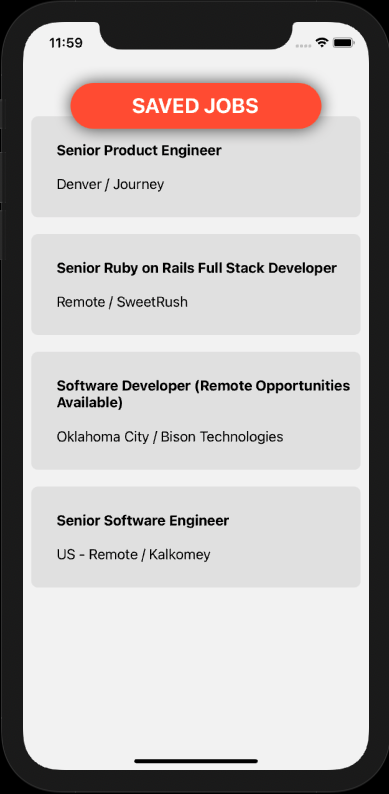 11:59
SAVED JOBS
Senior Product Engineer
Denver / Journey
Senior Ruby on Rails Full Stack Developer
Remote / SweetRush
Software Developer (Remote Opportunities
Available)
Oklahoma City / Bison Technologies
Senior Software Engineer
US - Remote / Kalkomey